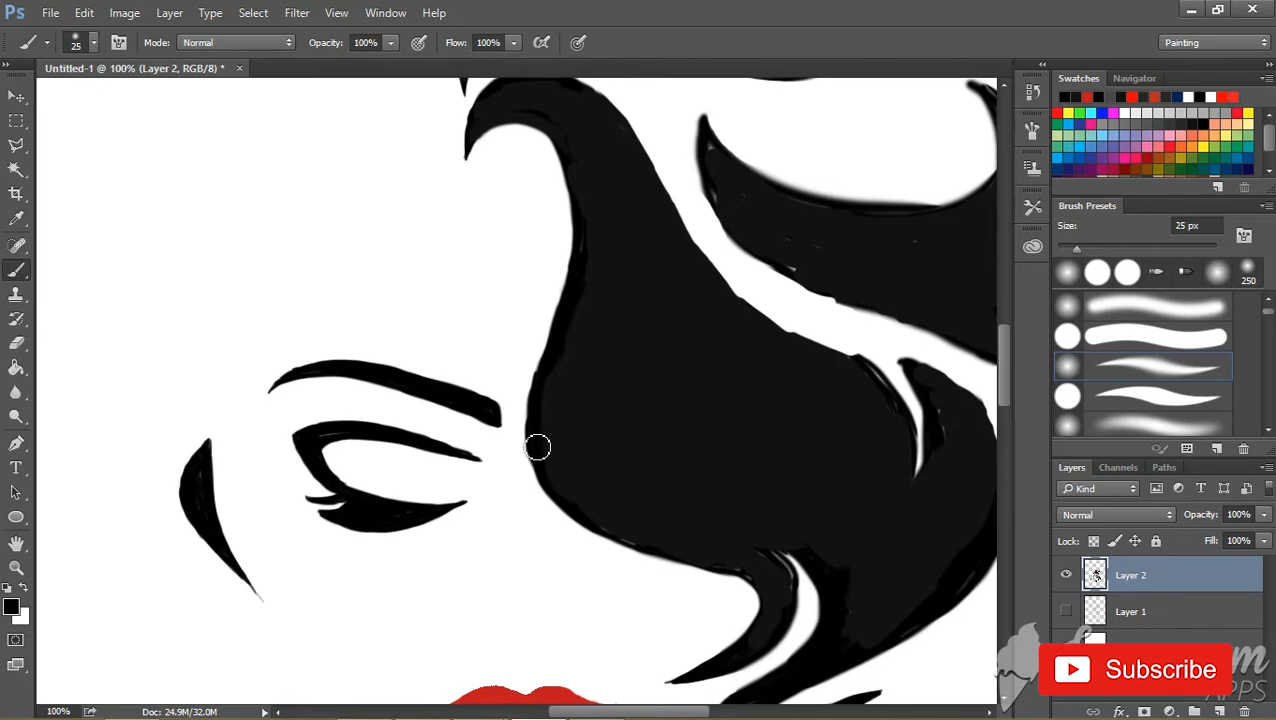 Ps File Edit Image Layer Type Select Filter View Window Help
25 Mode: Normal Opacity: 100% Flow: 100% Painting
Untitled-1 @ 100% (Layer 2, RGB/8) * ×
Swatches Navigator
Brush Presets
Size: 25 px
250
Layers Channels Paths
Kind
Normal Opacity: 100%
Lock: Fill: 100%
Layer 2
Layer 1
Subscribe
APPS
100% Doc: 24.9M/32.0M fx